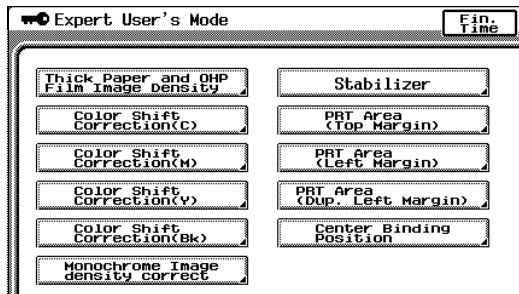 Expert User's Mode
Fin.
Time
Thick Paper and OHP
Film Image Density
Color Shift
Correction(C)
Color Shift
Correction(M)
Color Shift
Correction(Y)
Color Shift
Correction(Bk)
Monochrome Image
density correct
Stabilizer
PRT Area
(Top Margin)
PRT Area
(Left Margin)
PRT Area
(Dup. Left Margin)
Center Binding
Position